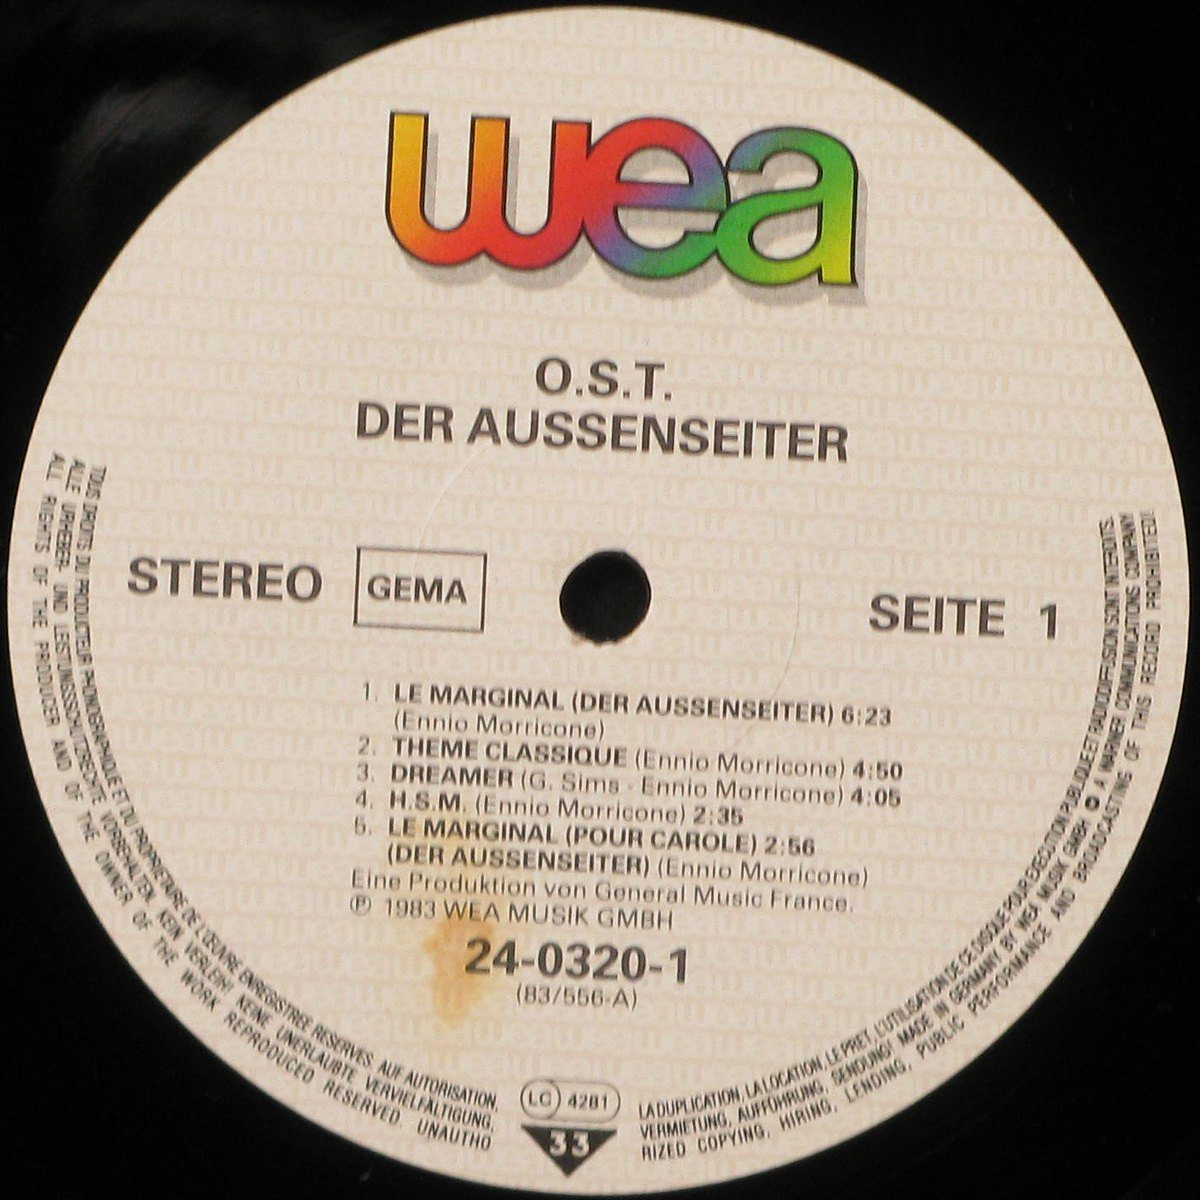 wea
O.S.T.
DER AUSSENSEITER
STEREO GEMA SEITE 1
1. LE MARGINAL (DER AUSSENSEITER) 6:23
(Ennio Morricone)
2. THEME CLASSIQUE (Ennio Morricone) 4:50
3. DREAMER (G. Sims - Ennio Morricone) 4:05
4. H.S.M. (Ennio Morricone) 2:35
5. LE MARGINAL (POUR CAROLE) 2:56
(DER AUSSENSEITER) (Ennio Morricone)
Eine Produktion von General Music France.
℗ 1983 WEA MUSIK GMBH
24-0320-1
(83/556-A)
LC 4281
33
TOUS DROITS DU PRODUCTEUR PHONOGRAPHIQUE ET DU PROPRIETAIRE DE L'ŒUVRE ENREGISTREE RESERVES. AUF AUTORISATION, LA DUPLICATION, LA LOCATION, LE PRET, L'UTILISATION DE CE DISQUE POUR EXECUTION PUBLIQUE ET RADIODIFFUSION SONT INTERDITS.
ALLE URHEBER- UND LEISTUNGSSCHUTZRECHTE VORBEHALTEN. KEIN VERLEIH! KEINE UNERLAUBTE VERVIELFÄLTIGUNG, VERMIETUNG, AUFFÜHRUNG, SENDUNG! MADE IN GERMANY BY WEA MUSIK GMBH A WARNER COMMUNICATIONS COMPANY
ALL RIGHTS OF THE PRODUCER AND OF THE OWNER OF THE WORK REPRODUCED RESERVED. UNAUTHORIZED COPYING, HIRING, LENDING, PUBLIC PERFORMANCE AND BROADCASTING OF THIS RECORD PROHIBITED!